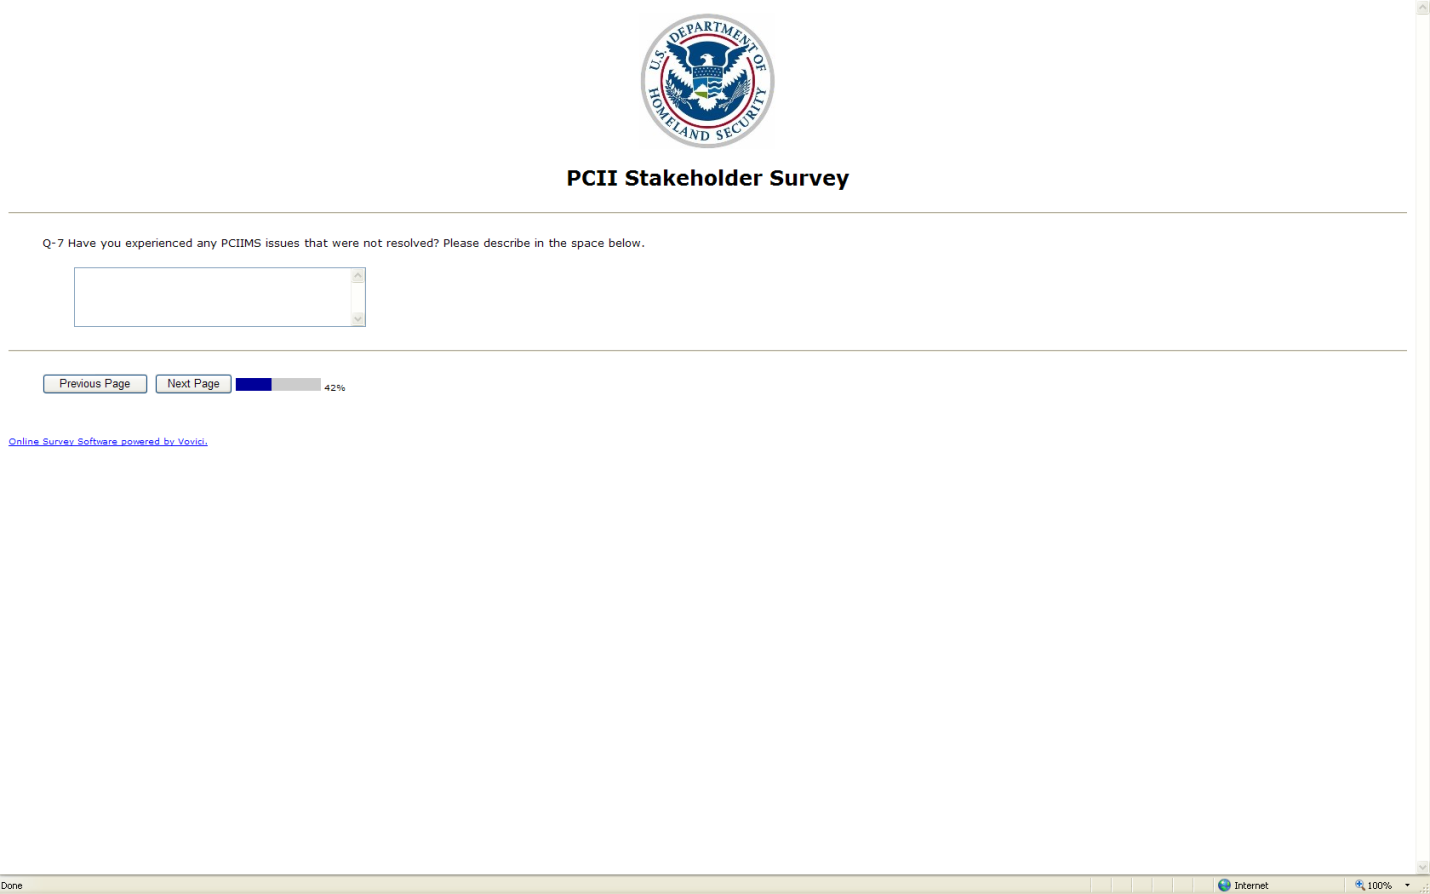 U.S. DEPARTMENT OF
HOMELAND SECURITY
PCII Stakeholder Survey
Q-7 Have you experienced any PCIIMS issues that were not resolved? Please describe in the space below.
Previous Page Next Page 42%
Online Survey Software powered by Vovici.
Done Internet 100%